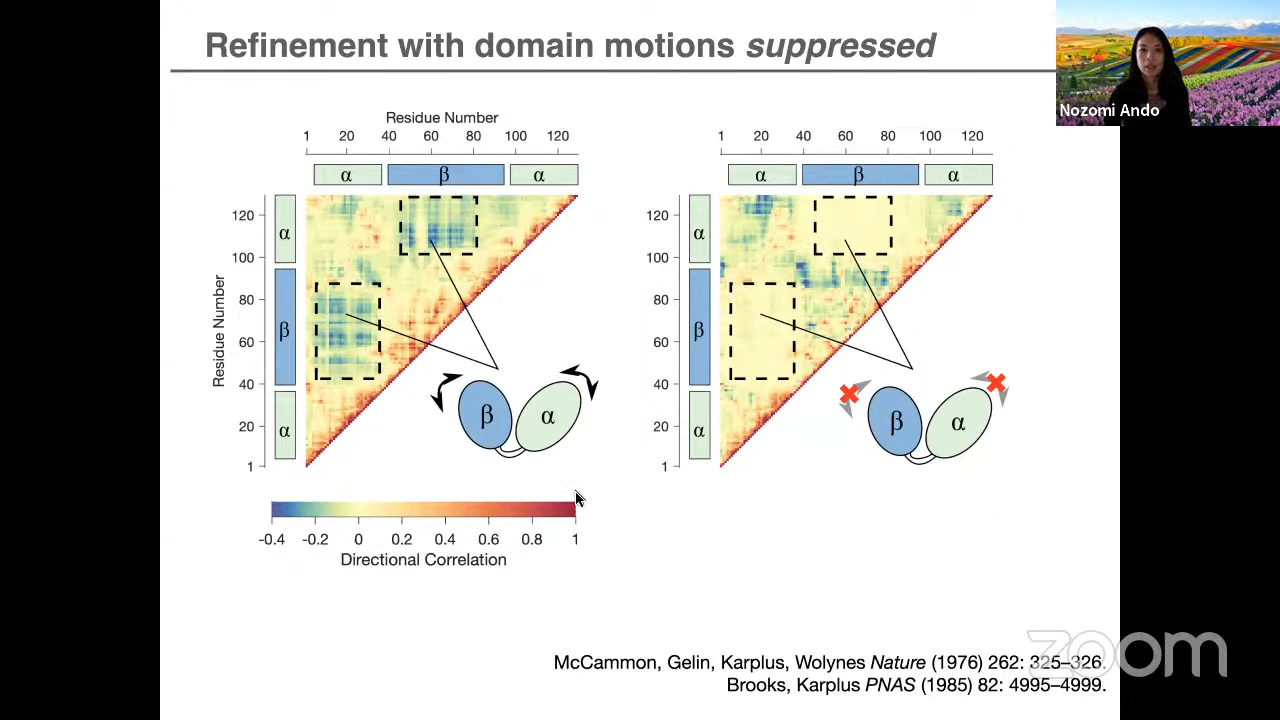 Refinement with domain motions suppressed
Nozomi Ando
Residue Number
1 20 40 60 80 100 120
α β α
120
α
100
80
β
60
40
α
20
1
Residue Number
β α
-0.4 -0.2 0 0.2 0.4 0.6 0.8 1
Directional Correlation
1 20 40 60 80 100 120
α β α
120
α
100
80
β
60
40
α
20
1
β α
McCammon, Gelin, Karplus, Wolynes Nature (1976) 262: 325–326.
Brooks, Karplus PNAS (1985) 82: 4995–4999.
zoom